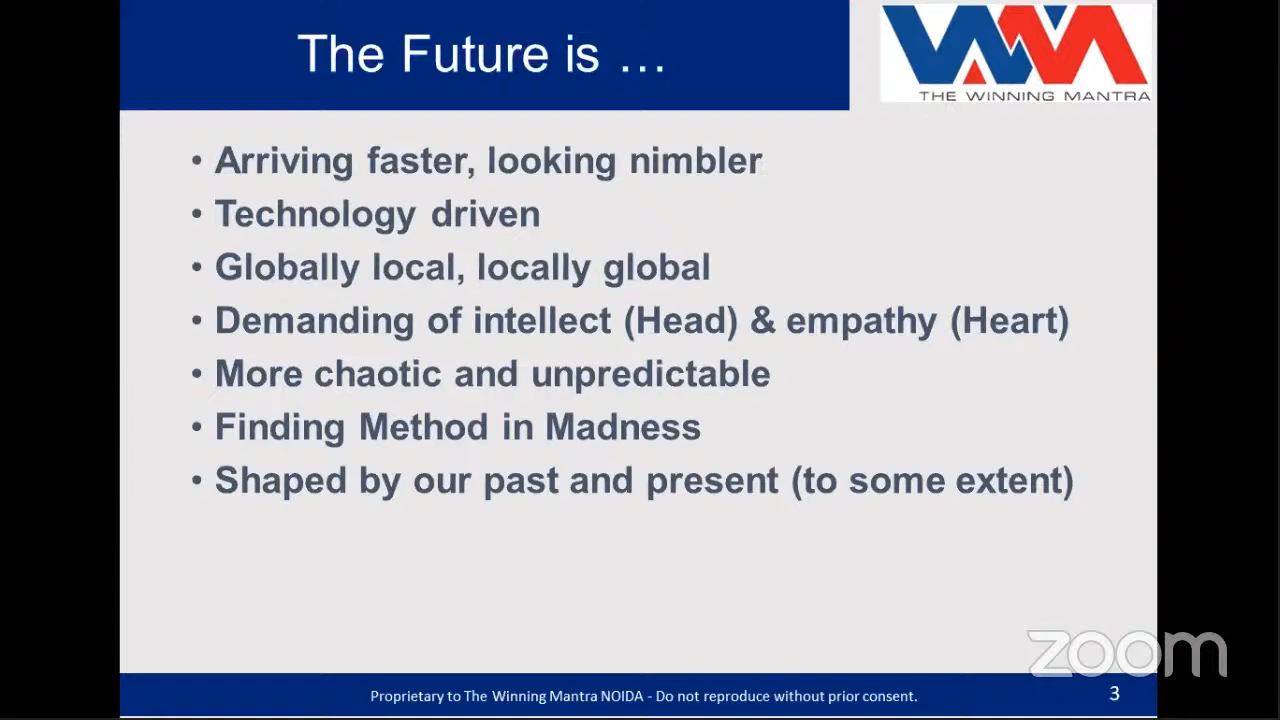 The Future is …
THE WINNING MANTRA
• Arriving faster, looking nimbler
• Technology driven
• Globally local, locally global
• Demanding of intellect (Head) & empathy (Heart)
• More chaotic and unpredictable
• Finding Method in Madness
• Shaped by our past and present (to some extent)
zoom
Proprietary to The Winning Mantra NOIDA - Do not reproduce without prior consent.
3